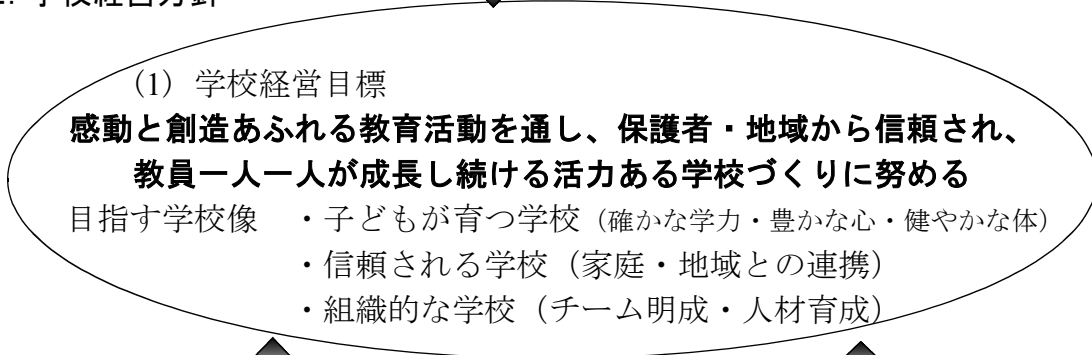 (1) 学校経営目標
感動と創造あふれる教育活動を通し、保護者・地域から信頼され、
教員一人一人が成長し続ける活力ある学校づくりに努める
目指す学校像 ・子どもが育つ学校（確かな学力・豊かな心・健やかな体）
・信頼される学校（家庭・地域との連携）
・組織的な学校（チーム明成・人材育成）